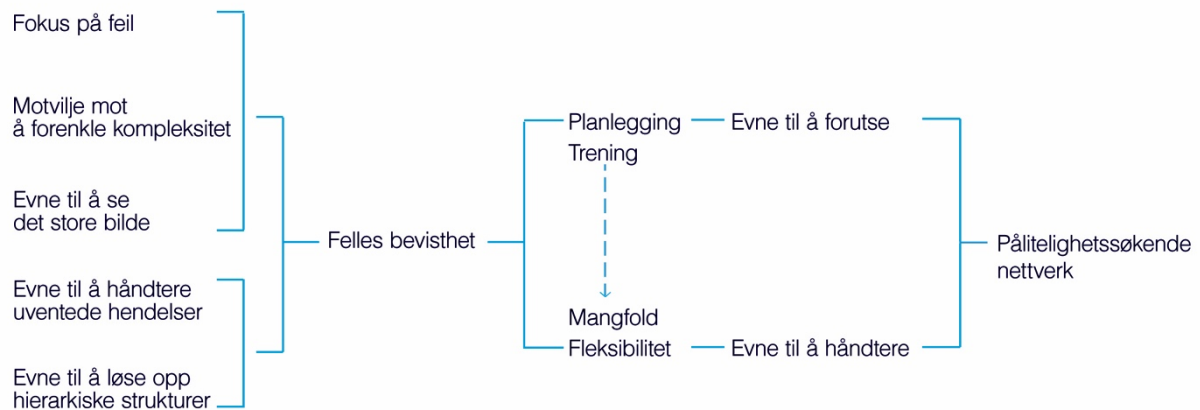 Fokus på feil
Motvilje mot
å forenkle kompleksitet
Evne til å se
det store bilde
Evne til å håndtere
uventede hendelser
Evne til å løse opp
hierarkiske strukturer
Felles bevisthet
Planlegging
Trening
Mangfold
Fleksibilitet
Evne til å forutse
Evne til å håndtere
Pålitelighetssøkende
nettverk